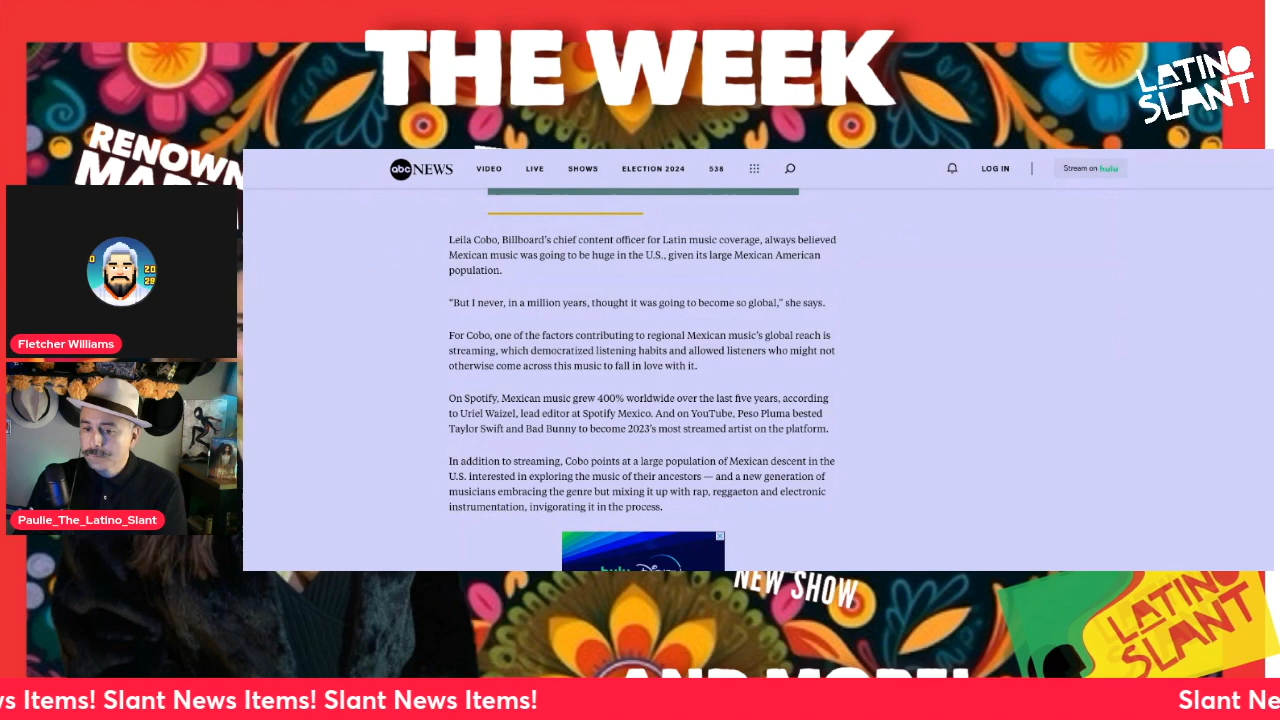 THE WEEK
LATINO
SLANT
RENOWN
abc NEWS VIDEO LIVE SHOWS ELECTION 2024 538 LOG IN Stream on hulu
Leila Cobo, Billboard's chief content officer for Latin music coverage, always believed
Mexican music was going to be huge in the U.S., given its large Mexican American
population.
"But I never, in a million years, thought it was going to become so global," she says.
For Cobo, one of the factors contributing to regional Mexican music's global reach is
streaming, which democratized listening habits and allowed listeners who might not
otherwise come across this music to fall in love with it.
On Spotify, Mexican music grew 400% worldwide over the last five years, according
to Uriel Waizel, lead editor at Spotify Mexico. And on YouTube, Peso Pluma bested
Taylor Swift and Bad Bunny to become 2023's most streamed artist on the platform.
In addition to streaming, Cobo points at a large population of Mexican descent in the
U.S. interested in exploring the music of their ancestors — and a new generation of
musicians embracing the genre but mixing it up with rap, reggaeton and electronic
instrumentation, invigorating it in the process.
hulu
20
29
Fletcher Williams
Paulie_The_Latino_Slant
NEW SHOW
AND MORE!
LATINO
SLANT
ws Items! Slant News Items! Slant News Items! Slant Ne